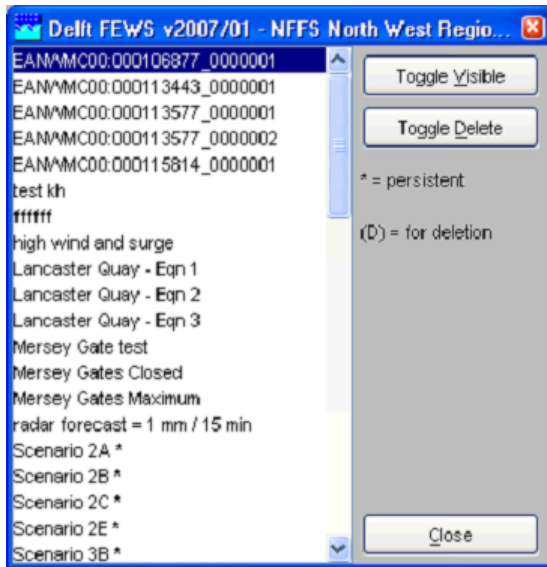 Delft FEWS v2007/01 - NFFS North West Regio...
EANWMC00:000106877_0000001
EANWMC00:000113443_0000001
EANWMC00:000113577_0000001
EANWMC00:000113577_0000002
EANWMC00:000115814_0000001
test kh
ffffff
high wind and surge
Lancaster Quay - Eqn 1
Lancaster Quay - Eqn 2
Lancaster Quay - Eqn 3
Mersey Gate test
Mersey Gates Closed
Mersey Gates Maximum
radar forecast = 1 mm / 15 min
Scenario 2A *
Scenario 2B *
Scenario 2C *
Scenario 2E *
Scenario 3B *
Toggle Visible
Toggle Delete
* = persistent
(D) = for deletion
Close